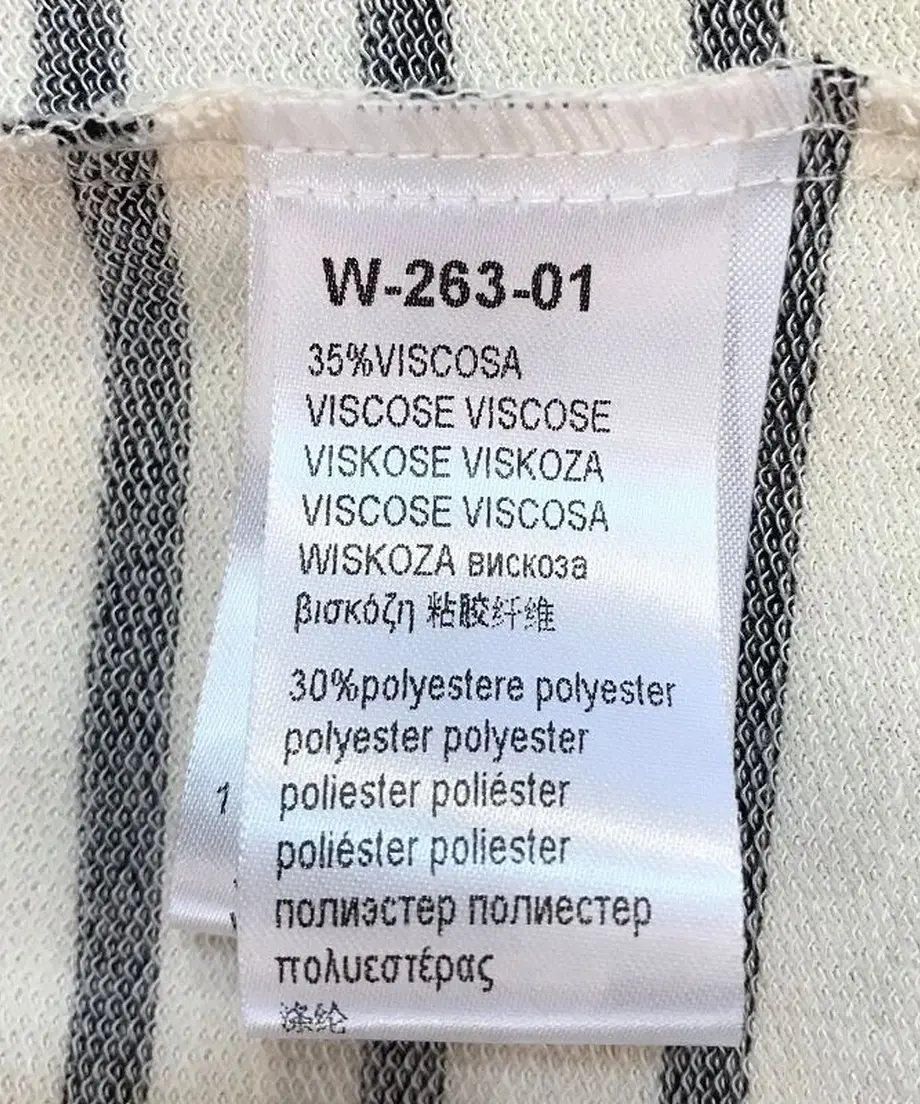 W-263-01
35%VISCOSA
VISCOSE VISCOSE
VISKOSE VISKOZA
VISCOSE VISCOSA
WISKOZA вискоза
βισκόζη 粘胶纤维
30%polyestere polyester
polyester polyester
poliester poliéster
poliéster poliester
полиэстер полиестер
πολυεστέρας
涤纶
1